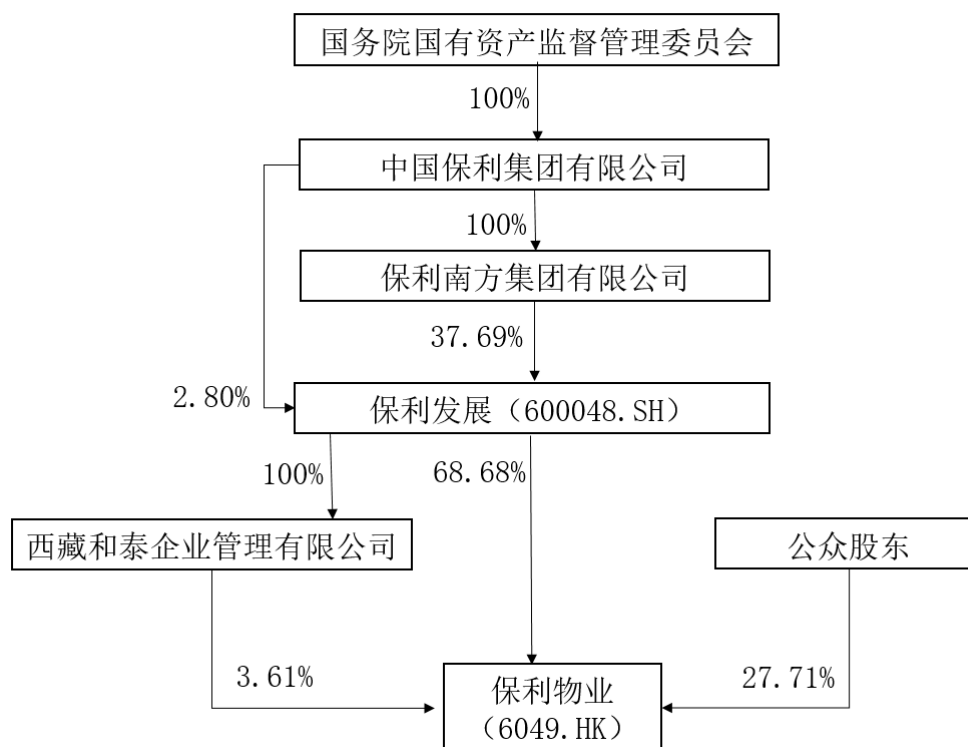 国务院国有资产监督管理委员会
100%
中国保利集团有限公司
100%
保利南方集团有限公司
37.69%
2.80%
保利发展（600048.SH）
100%
68.68%
西藏和泰企业管理有限公司
公众股东
3.61%
保利物业
（6049.HK）
27.71%